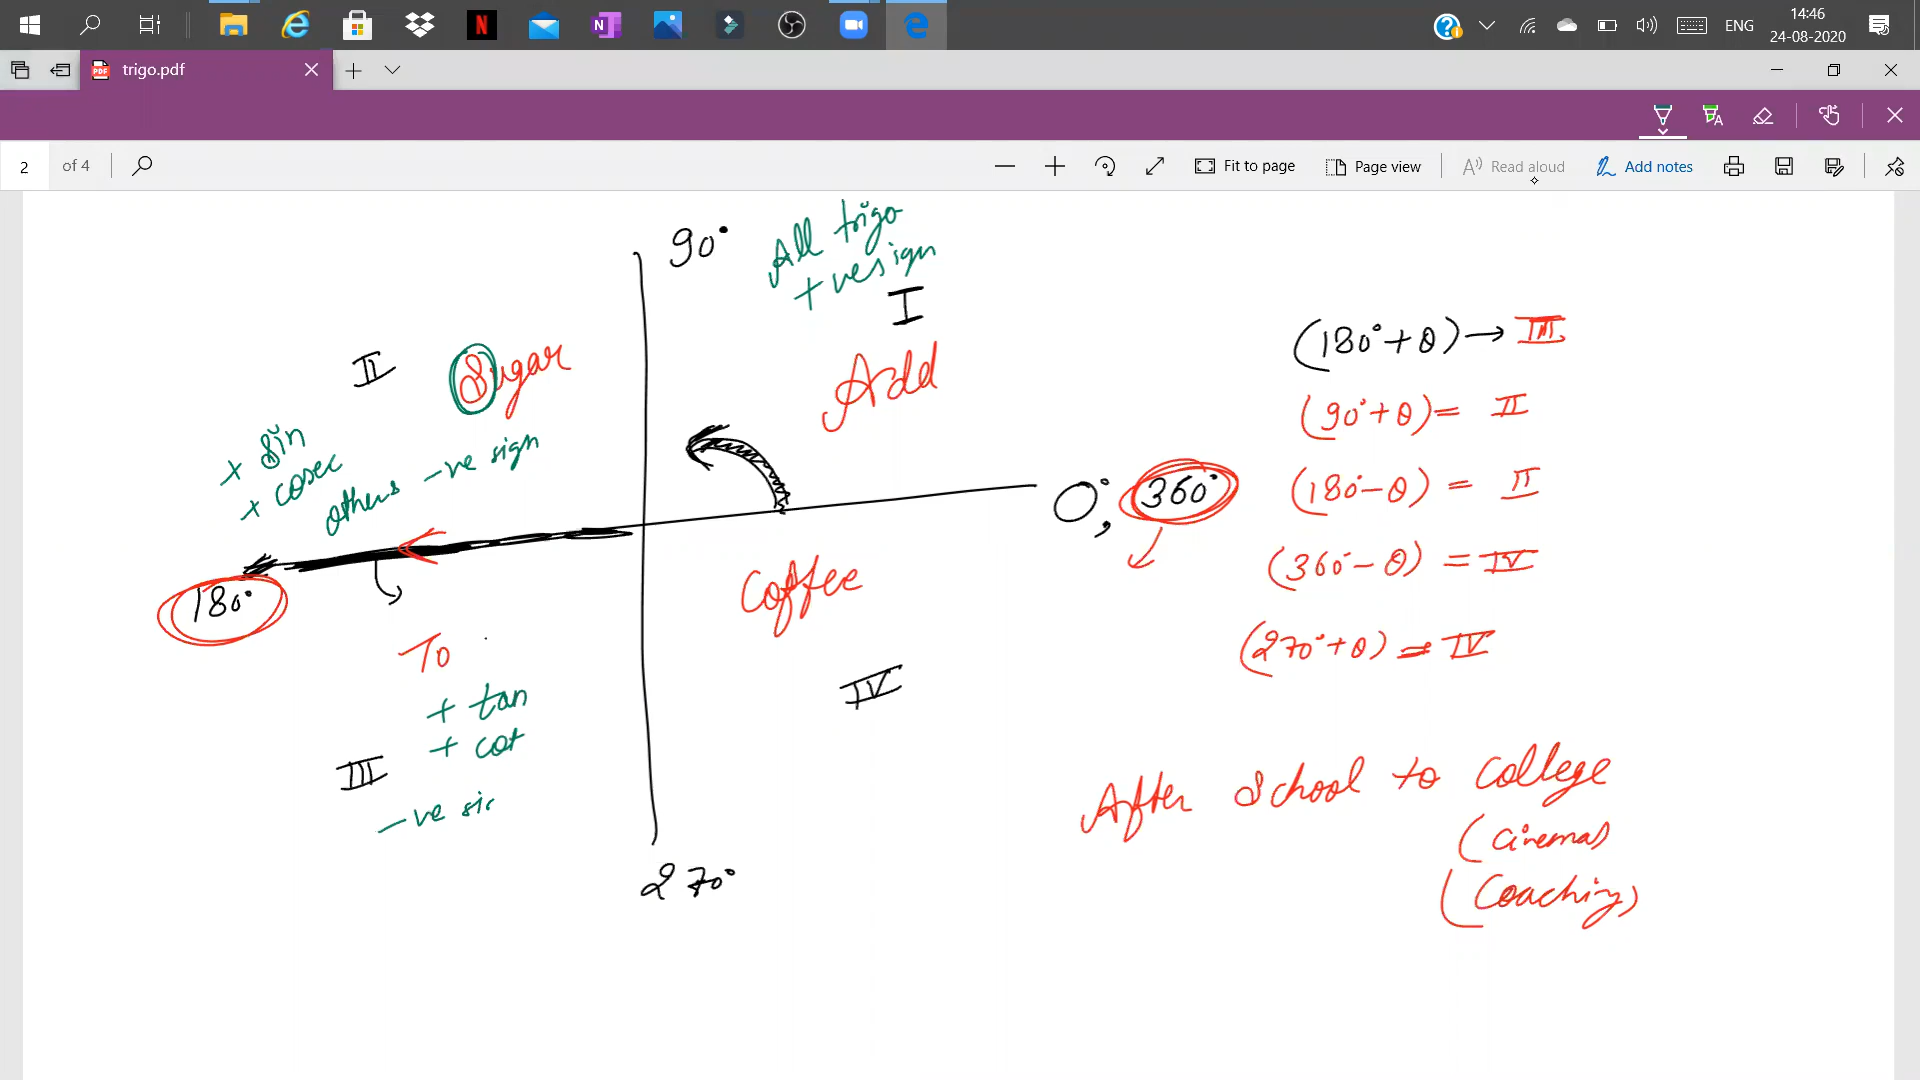 14:46
ENG
24-08-2020
trigo.pdf
2 of 4
Fit to page
Page view
Read aloud
Add notes
90°
All trigo
+ ve sign
I
Add
II
Sugar
+ Sin
+ cosec
others -ve sign
0°, 360°
180°
Coffee
IV
To
+ tan
+ cot
III
-ve si
270°
(180°+θ)→III
(90°+θ)= II
(180-θ) = II
(360-θ) = IV
(270°+θ) = IV
After School to College
(Cinema)
(Coaching)